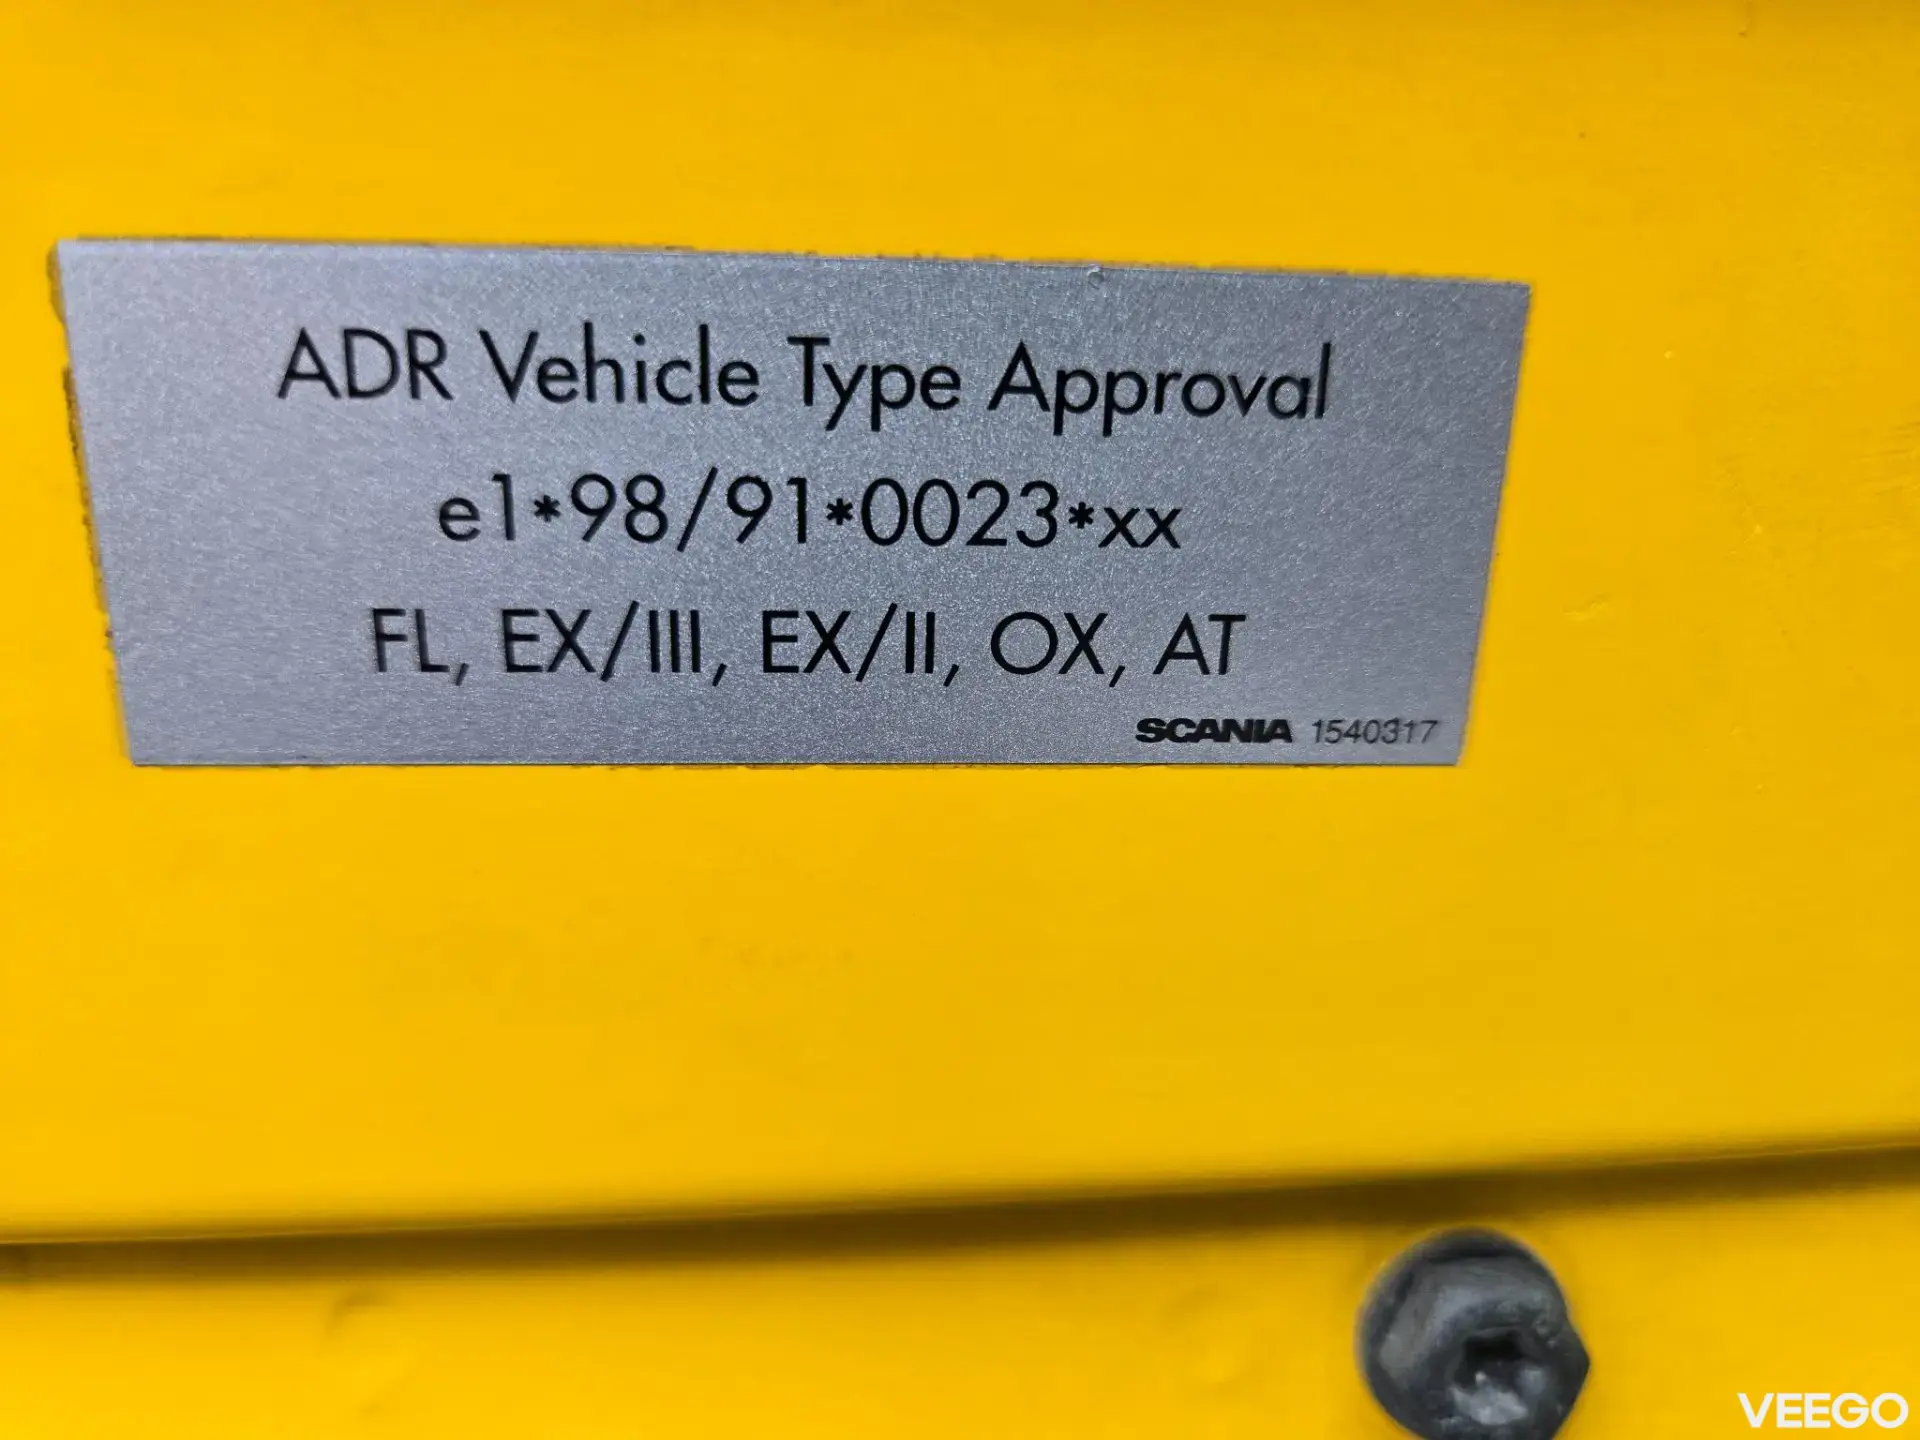 ADR Vehicle Type Approval
e1*98/91*0023*xx
FL, EX/III, EX/II, OX, AT
SCANIA 1540317
VEEGO